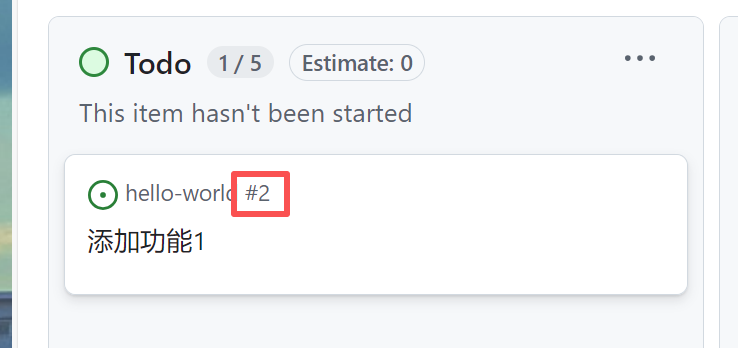 Todo 1 / 5 Estimate: 0
This item hasn't been started
hello-world #2
添加功能1